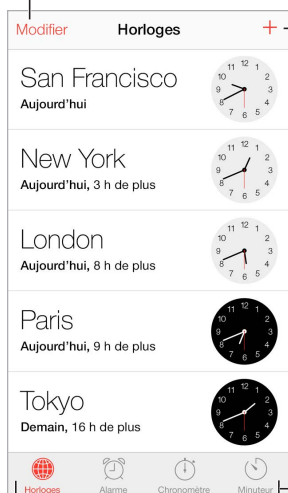 Modifier Horloges +
San Francisco
Aujourd'hui
New York
Aujourd'hui, 3 h de plus
London
Aujourd'hui, 8 h de plus
Paris
Aujourd'hui, 9 h de plus
Tokyo
Demain, 16 h de plus
Horloges Alarme Chronomètre Minuteur